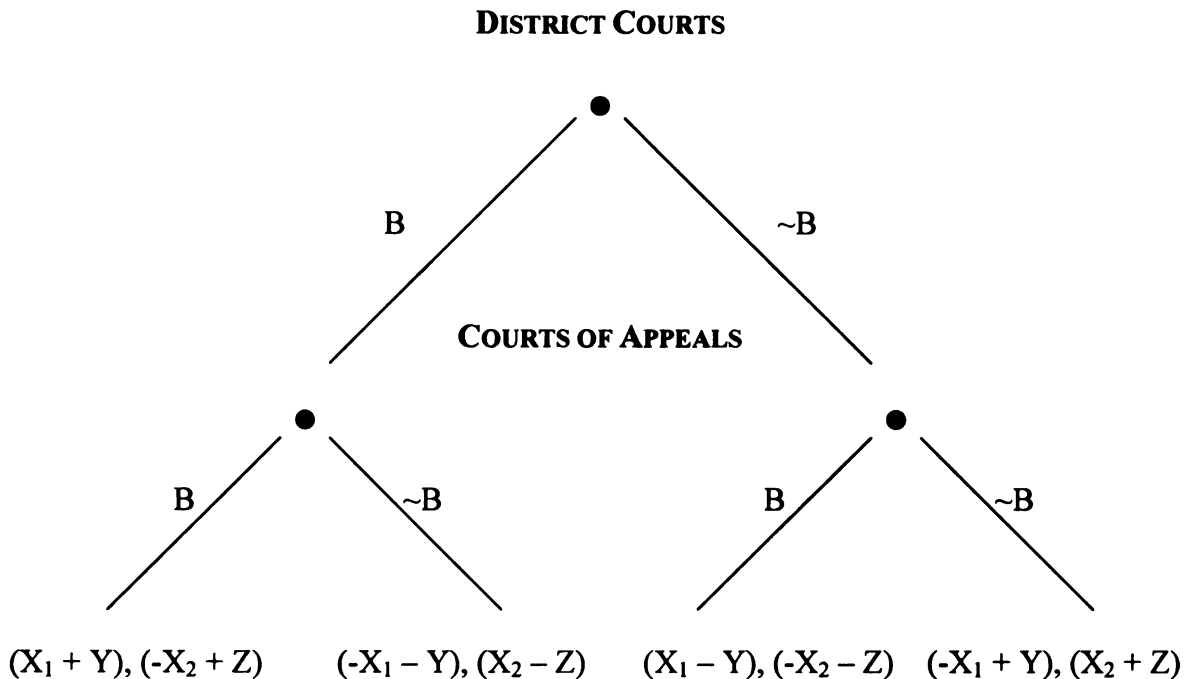 DISTRICT COURTS
B
~B
COURTS OF APPEALS
B
~B
B
~B
(X₁ + Y), (-X₂ + Z)
(-X₁ – Y), (X₂ – Z)
(X₁ – Y), (-X₂ – Z)
(-X₁ + Y), (X₂ + Z)